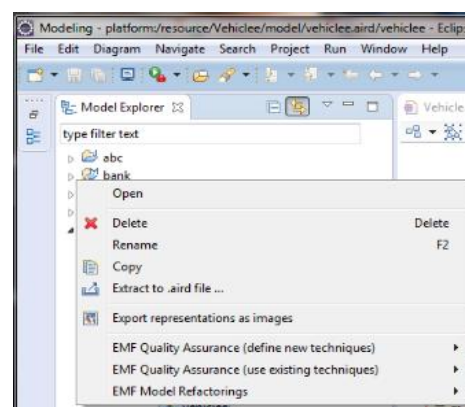 Modeling - platform:/resource/Vehiclee/model/vehiclee.aird/vehiclee - Eclip
File Edit Diagram Navigate Search Project Run Window Help
Model Explorer
Vehicle
type filter text
abc
bank
Open
Delete Delete
Rename F2
Copy
Extract to .aird file ...
Export representations as images
EMF Quality Assurance (define new techniques)
EMF Quality Assurance (use existing techniques)
EMF Model Refactorings